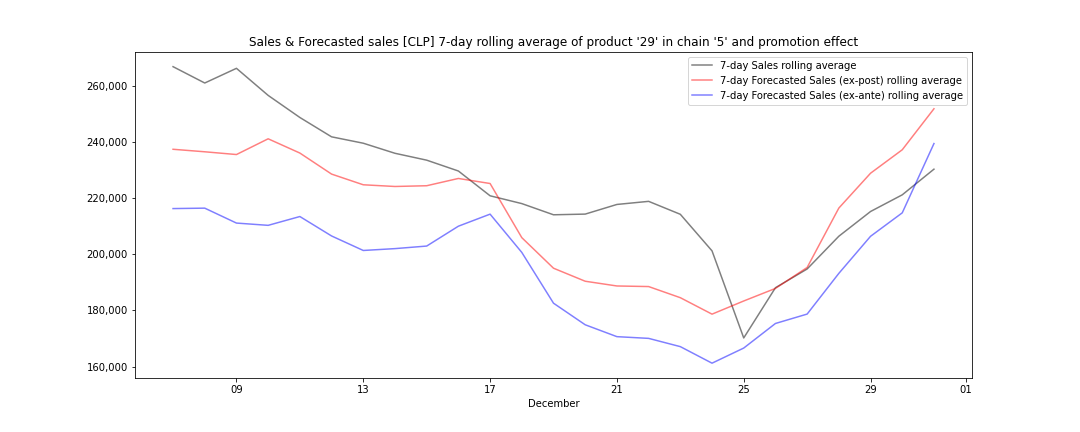 Sales & Forecasted sales [CLP] 7-day rolling average of product '29' in chain '5' and promotion effect
7-day Sales rolling average
7-day Forecasted Sales (ex-post) rolling average
7-day Forecasted Sales (ex-ante) rolling average
260,000
240,000
220,000
200,000
180,000
160,000
09 13 17 21 25 29 01
December